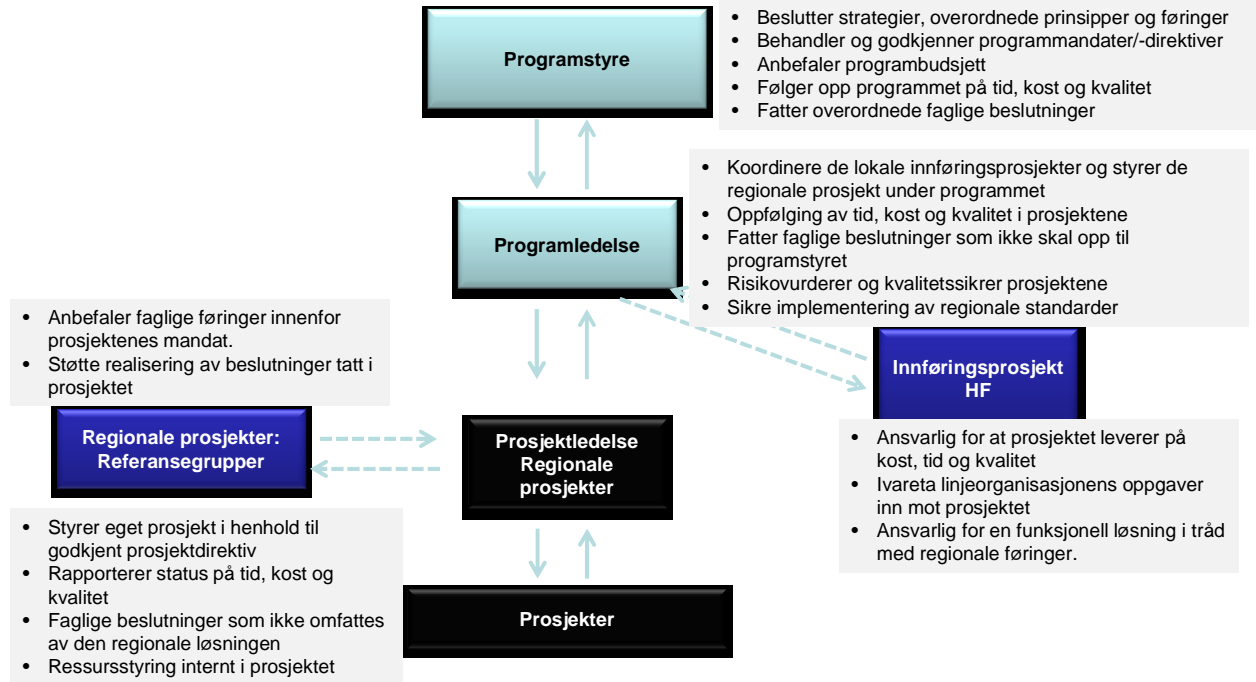 Programstyre
• Beslutter strategier, overordnede prinsipper og føringer
• Behandler og godkjenner programmandater/-direktiver
• Anbefaler programbudsjett
• Følger opp programmet på tid, kost og kvalitet
• Fatter overordnede faglige beslutninger
Programledelse
• Koordinere de lokale innføringsprosjekter og styrer de
regionale prosjekt under programmet
• Oppfølging av tid, kost og kvalitet i prosjektene
• Fatter faglige beslutninger som ikke skal opp til
programstyret
• Risikovurderer og kvalitetssikrer prosjektene
• Sikre implementering av regionale standarder
• Anbefaler faglige føringer innenfor
prosjektenes mandat.
• Støtte realisering av beslutninger tatt i
prosjektet
Regionale prosjekter:
Referansegrupper
Prosjektledelse
Regionale
prosjekter
Innføringsprosjekt
HF
• Ansvarlig for at prosjektet leverer på
kost, tid og kvalitet
• Ivareta linjeorganisasjonens oppgaver
inn mot prosjektet
• Ansvarlig for en funksjonell løsning i tråd
med regionale føringer.
• Styrer eget prosjekt i henhold til
godkjent prosjektdirektiv
• Rapporterer status på tid, kost og
kvalitet
• Faglige beslutninger som ikke omfattes
av den regionale løsningen
• Ressursstyring internt i prosjektet
Prosjekter